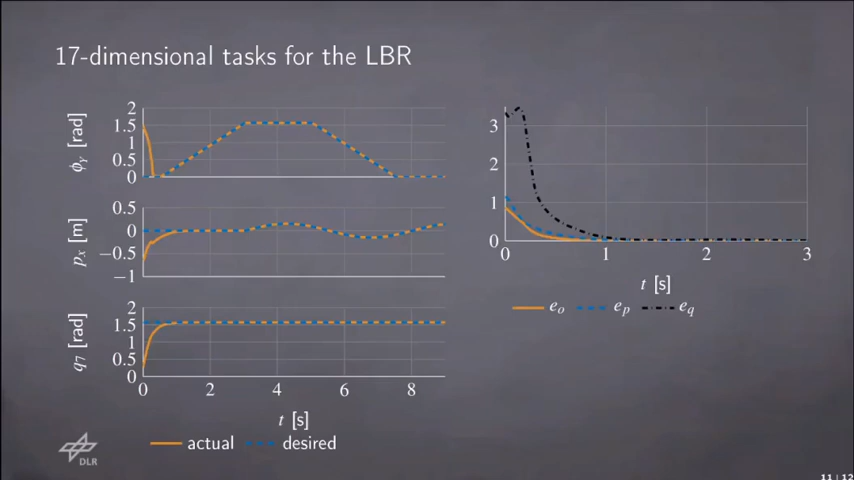 17-dimensional tasks for the LBR
ϕγ [rad]
2
1.5
1
0.5
0
pₓ [m]
0.5
0
−0.5
−1
q₇ [rad]
2
1.5
1
0.5
0
0 2 4 6 8
t [s]
actual desired
3
2
1
0
0 1 2 3
t [s]
eₒ eₚ e_q
DLR
11 | 12